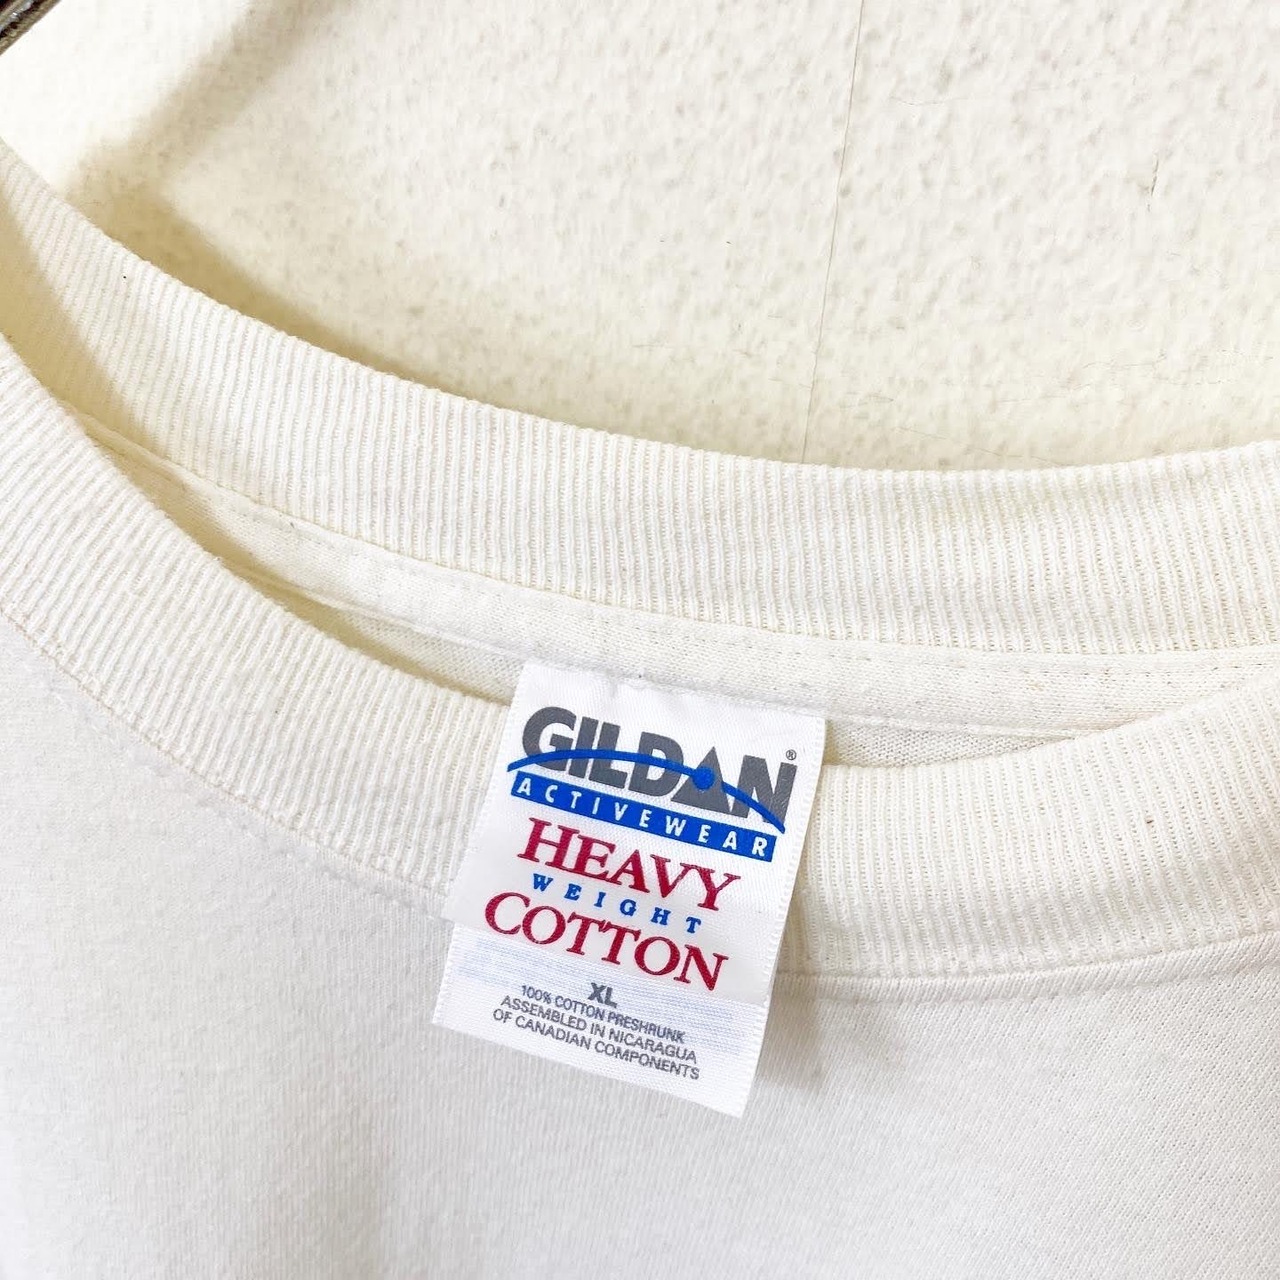 GILDAN®
ACTIVEWEAR
HEAVY
WEIGHT
COTTON
XL
100% COTTON PRESHRUNK
ASSEMBLED IN NICARAGUA
OF CANADIAN COMPONENTS